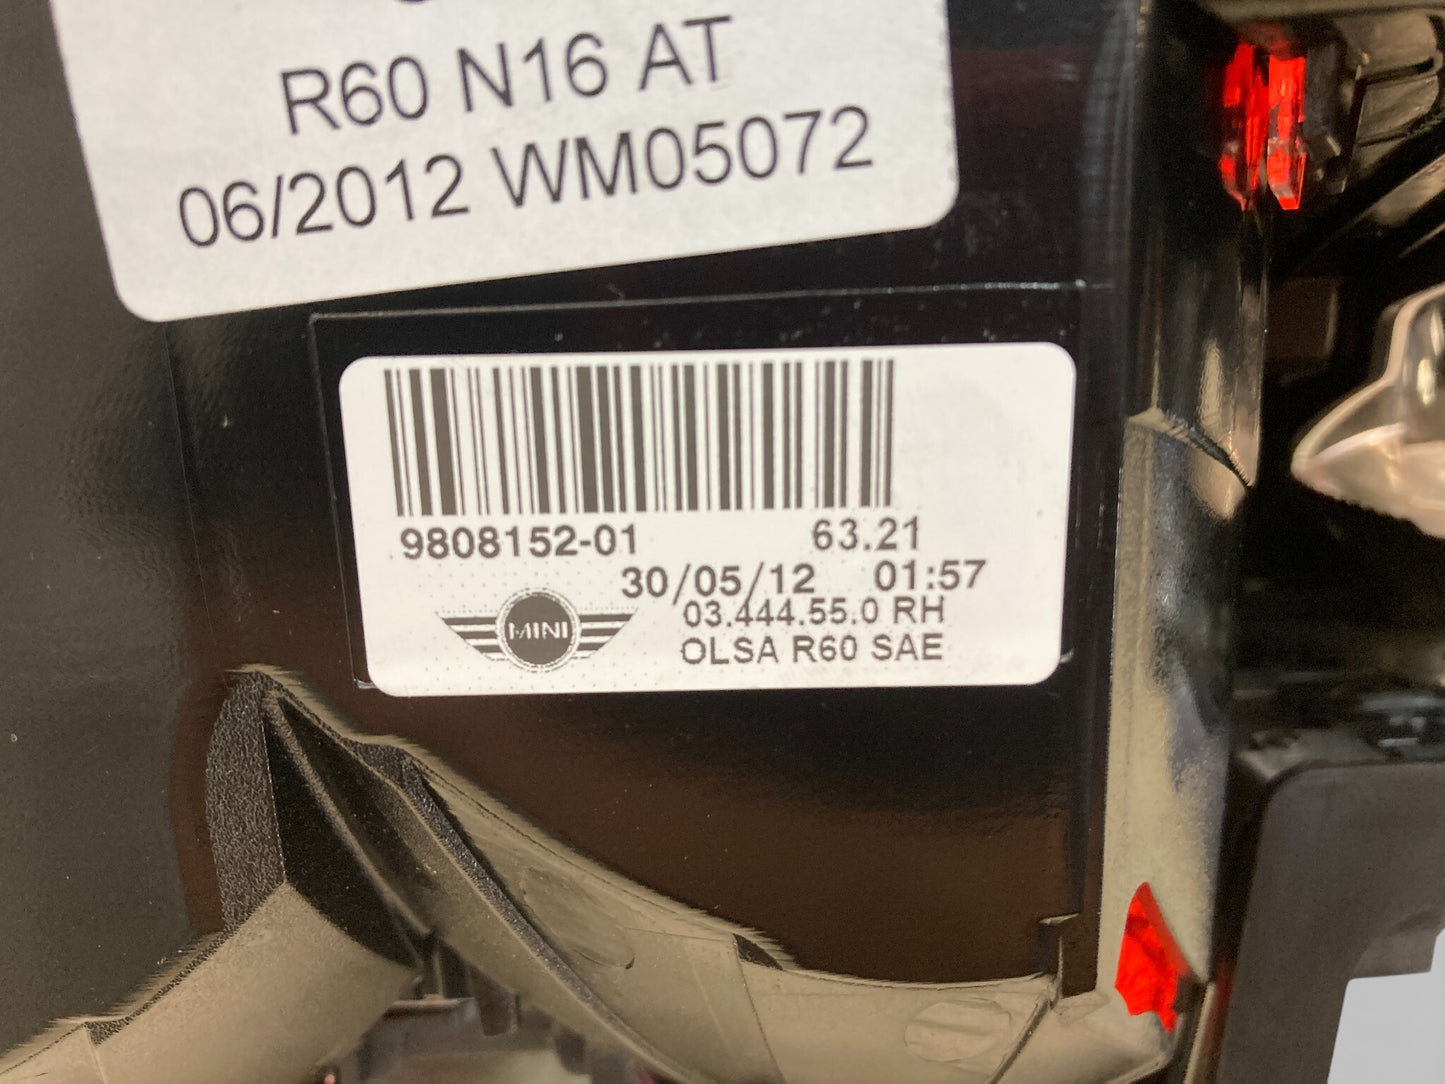 R60 N16 AT
06/2012 WM05072
9808152-01 63.21
30/05/12 01:57
03.444.55.0 RH
MINI
OLSA R60 SAE